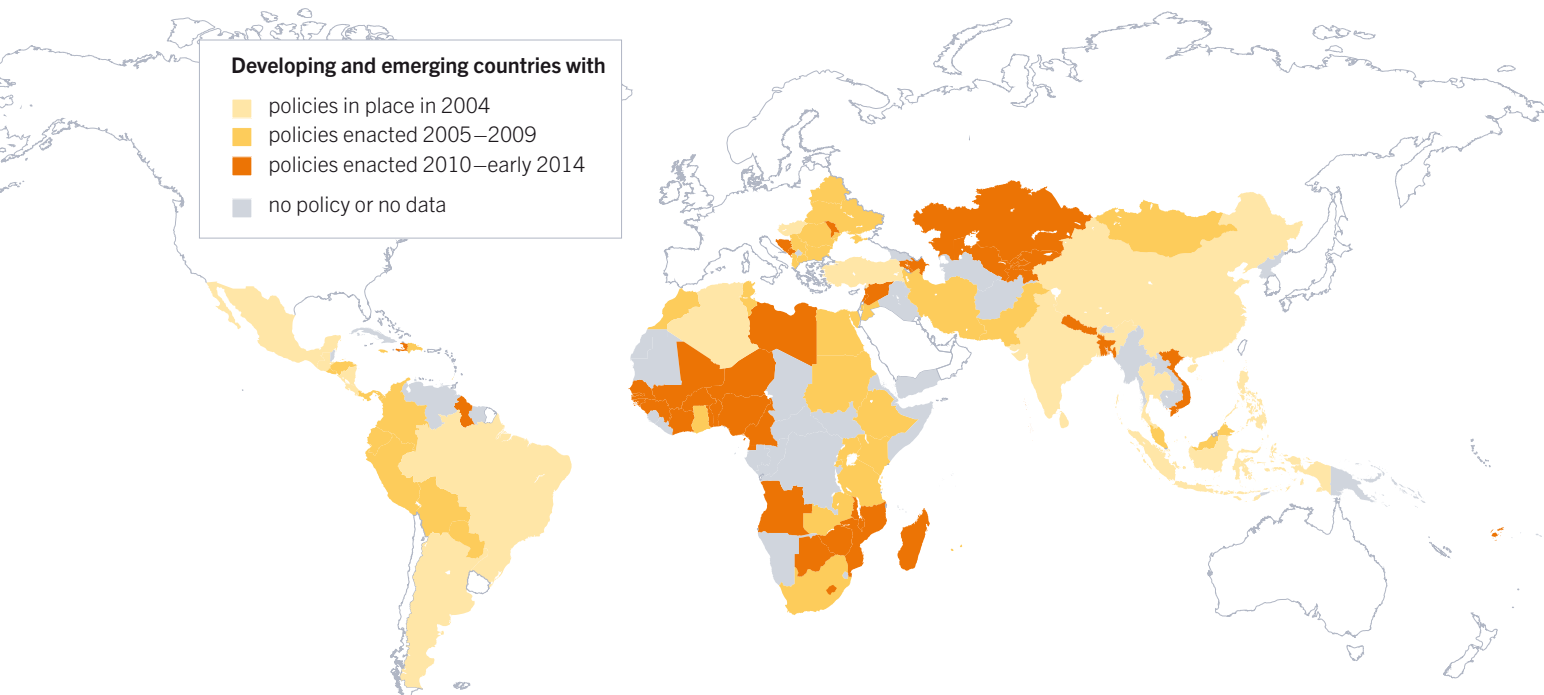 Developing and emerging countries with
policies in place in 2004
policies enacted 2005–2009
policies enacted 2010–early 2014
no policy or no data